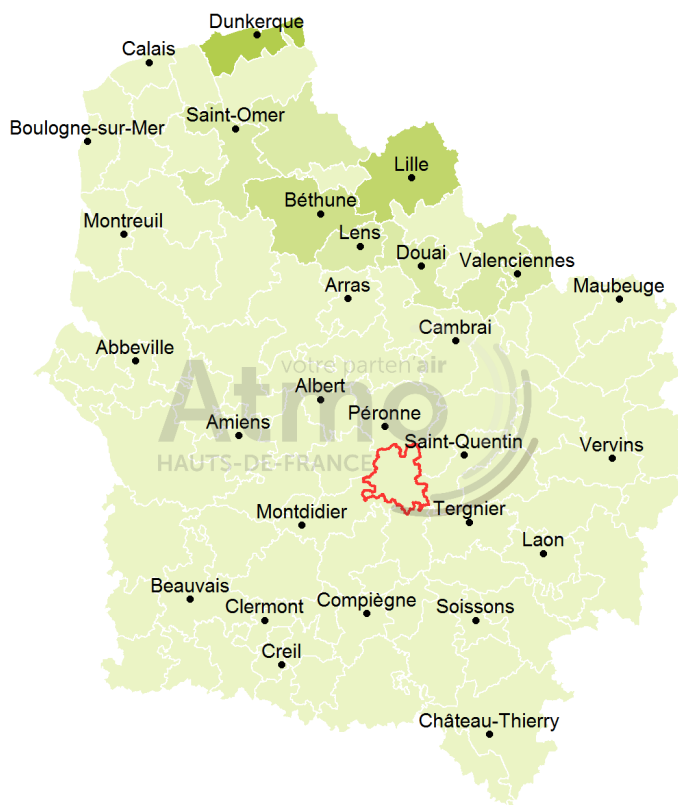 Dunkerque
Calais
Saint-Omer
Boulogne-sur-Mer
Lille
Béthune
Montreuil
Lens
Douai
Valenciennes
Arras
Maubeuge
Cambrai
Abbeville
votre parten'air
Atmo
HAUTS-DE-FRANCE
Albert
Péronne
Amiens
Saint-Quentin
Vervins
Montdidier
Tergnier
Laon
Beauvais
Clermont
Compiègne
Soissons
Creil
Château-Thierry